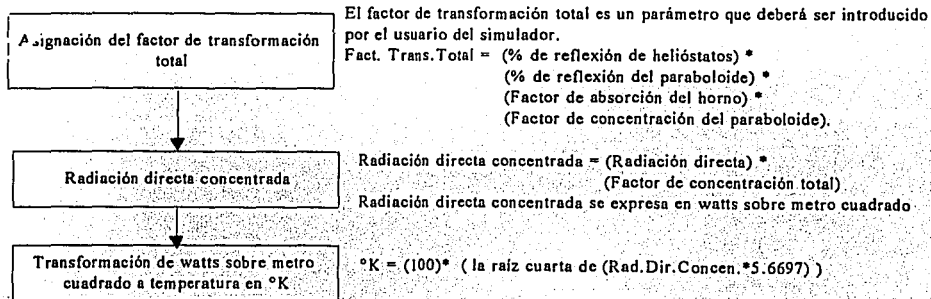 Asignación del factor de transformación
total
El factor de transformación total es un parámetro que deberá ser introducido
por el usuario del simulador.
Fact. Trans.Total = (% de reflexión de helióstatos) *
(% de reflexión del paraboloide) *
(Factor de absorción del horno) *
(Factor de concentración del paraboloide).
Radiación directa concentrada
Radiación directa concentrada = (Radiación directa) *
(Factor de concentración total)
Radiación directa concentrada se expresa en watts sobre metro cuadrado
Transformación de watts sobre metro
cuadrado a temperatura en °K
°K = (100)* ( la raíz cuarta de (Rad.Dir.Concen.*5.6697) )